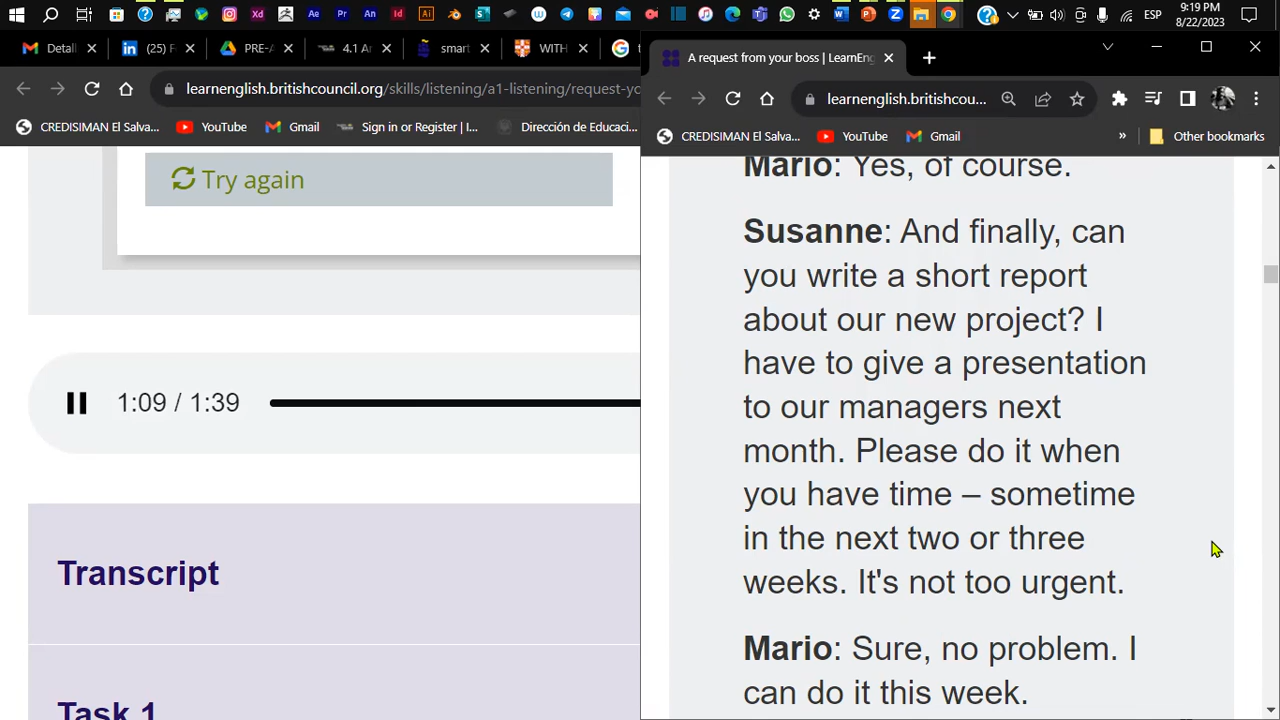 ESP
9:19 PM
8/22/2023
Detail
(25) F
PRE-A
4.1 A
smart
WITH
A request from your boss | LearnEng
learnenglish.britishcouncil.org/skills/listening/a1-listening/request-yo
learnenglish.britishcou...
CREDISIMAN El Salva...
YouTube
Gmail
Sign in or Register | I...
Dirección de Educaci...
CREDISIMAN El Salva...
YouTube
Gmail
»
Other bookmarks
Try again
1:09 / 1:39
Transcript
Task 1
Mario: Yes, of course.
Susanne: And finally, can
you write a short report
about our new project? I
have to give a presentation
to our managers next
month. Please do it when
you have time – sometime
in the next two or three
weeks. It's not too urgent.
Mario: Sure, no problem. I
can do it this week.